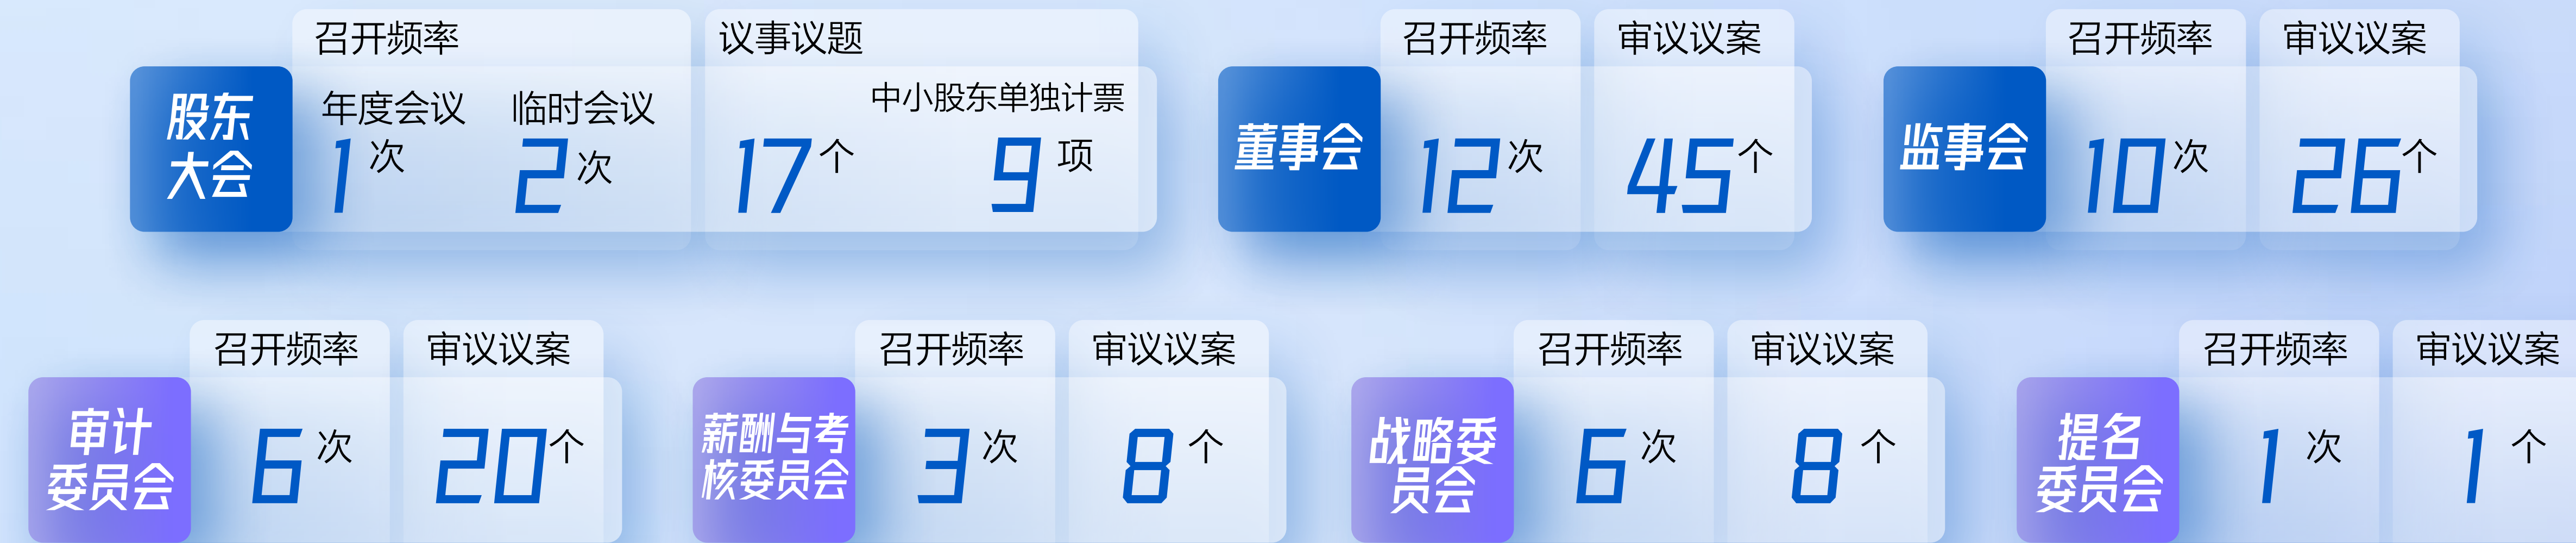 股东
大会
召开频率
年度会议
1次
临时会议
2次
议事议题
17个
中小股东单独计票
9项
董事会
召开频率
12次
审议议案
45个
监事会
召开频率
10次
审议议案
26个
审计
委员会
召开频率
6次
审议议案
20个
薪酬与考
核委员会
召开频率
3次
审议议案
8个
战略委
员会
召开频率
6次
审议议案
8个
提名
委员会
召开频率
1次
审议议案
1个